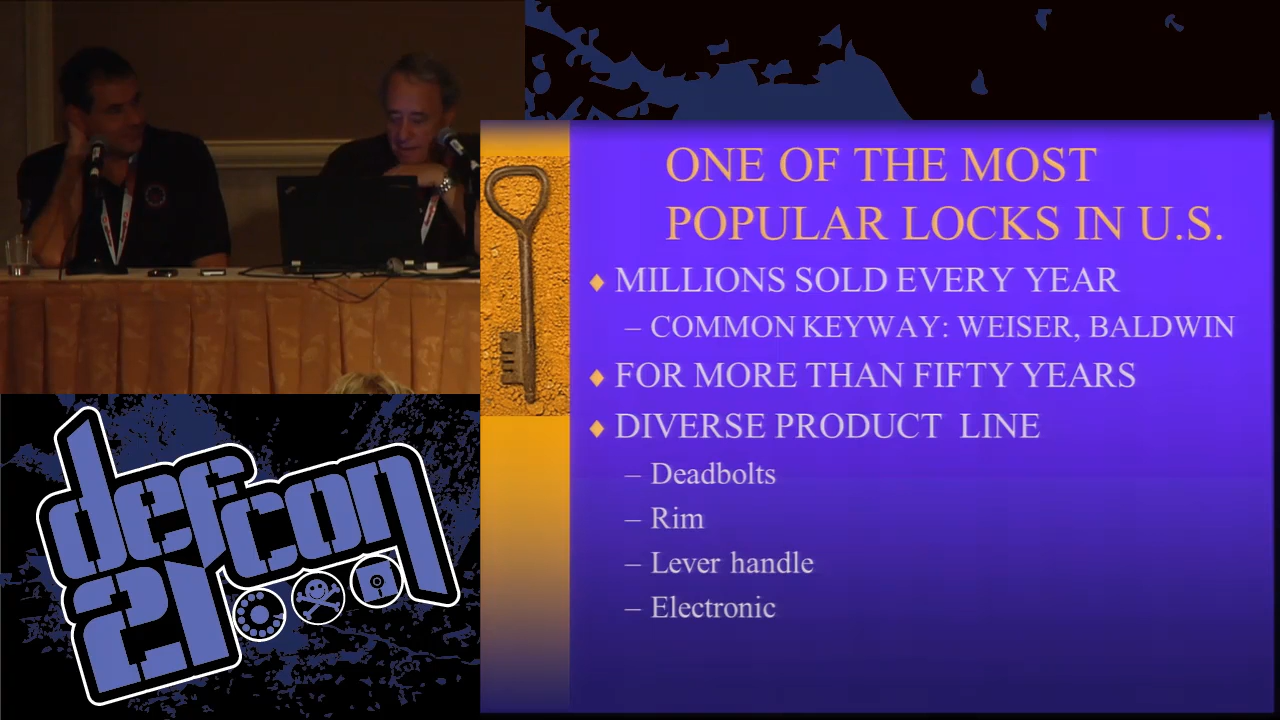 ONE OF THE MOST
POPULAR LOCKS IN U.S.
♦ MILLIONS SOLD EVERY YEAR
– COMMON KEYWAY: WEISER, BALDWIN
♦ FOR MORE THAN FIFTY YEARS
♦ DIVERSE PRODUCT LINE
– Deadbolts
– Rim
– Lever handle
– Electronic
defcon
21